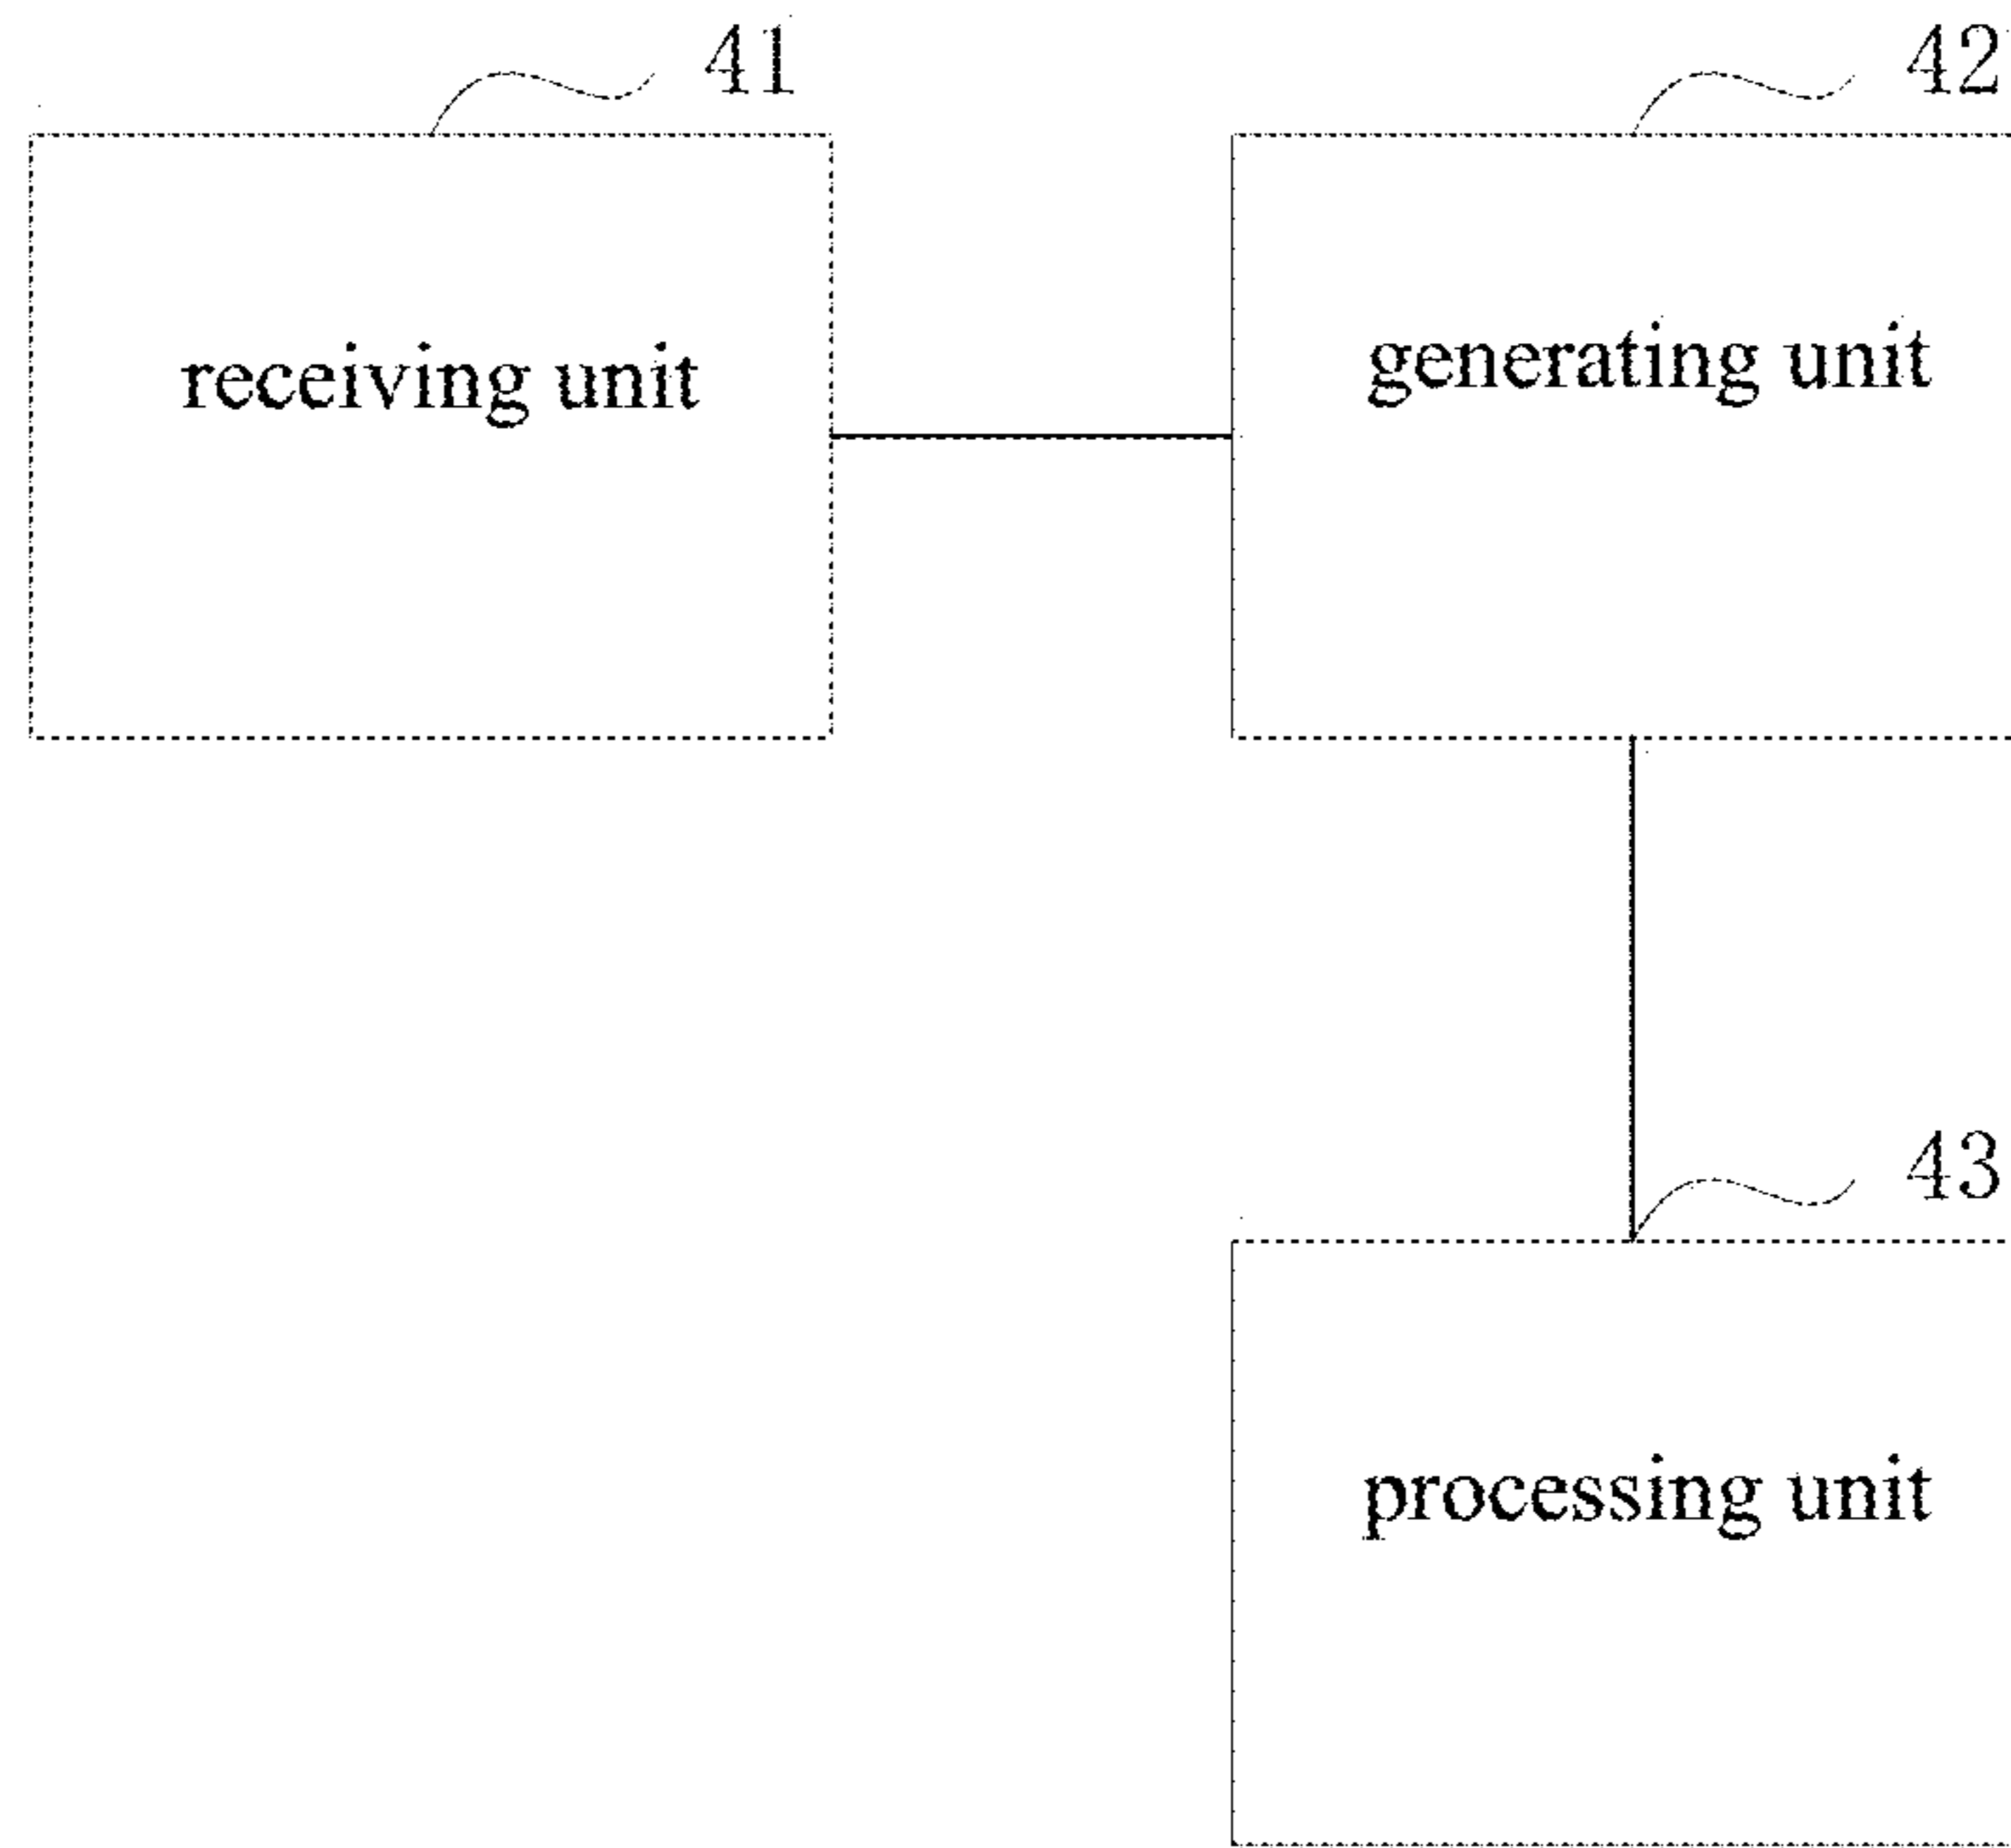 41
42
receiving unit
generating unit
43
processing unit